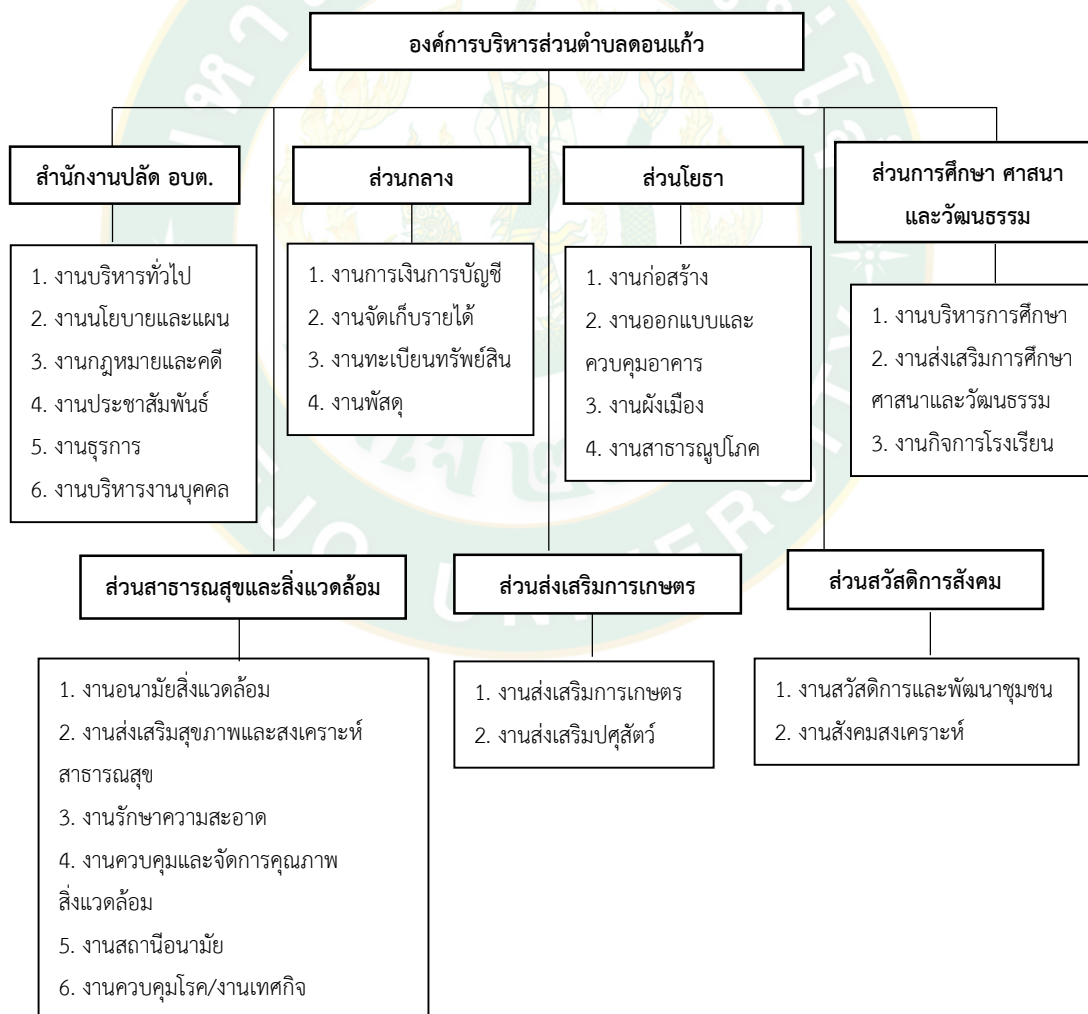 องค์การบริหารส่วนตำบลดอนแก้ว
สำนักงานปลัด อบต.
1. งานบริหารทั่วไป
2. งานนโยบายและแผน
3. งานกฎหมายและคดี
4. งานประชาสัมพันธ์
5. งานธุรการ
6. งานบริหารงานบุคคล
ส่วนกลาง
1. งานการเงินการบัญชี
2. งานจัดเก็บรายได้
3. งานทะเบียนทรัพย์สิน
4. งานพัสดุ
ส่วนโยธา
1. งานก่อสร้าง
2. งานออกแบบและ
ควบคุมอาคาร
3. งานผังเมือง
4. งานสาธารณูปโภค
ส่วนการศึกษา ศาสนา
และวัฒนธรรม
1. งานบริหารการศึกษา
2. งานส่งเสริมการศึกษา
ศาสนาและวัฒนธรรม
3. งานกิจการโรงเรียน
ส่วนสาธารณสุขและสิ่งแวดล้อม
1. งานอนามัยสิ่งแวดล้อม
2. งานส่งเสริมสุขภาพและสงเคราะห์
สาธารณสุข
3. งานรักษาความสะอาด
4. งานควบคุมและจัดการคุณภาพ
สิ่งแวดล้อม
5. งานสถานีอนามัย
6. งานควบคุมโรค/งานเทศกิจ
ส่วนส่งเสริมการเกษตร
1. งานส่งเสริมการเกษตร
2. งานส่งเสริมปศุสัตว์
ส่วนสวัสดิการสังคม
1. งานสวัสดิการและพัฒนาชุมชน
2. งานสังคมสงเคราะห์